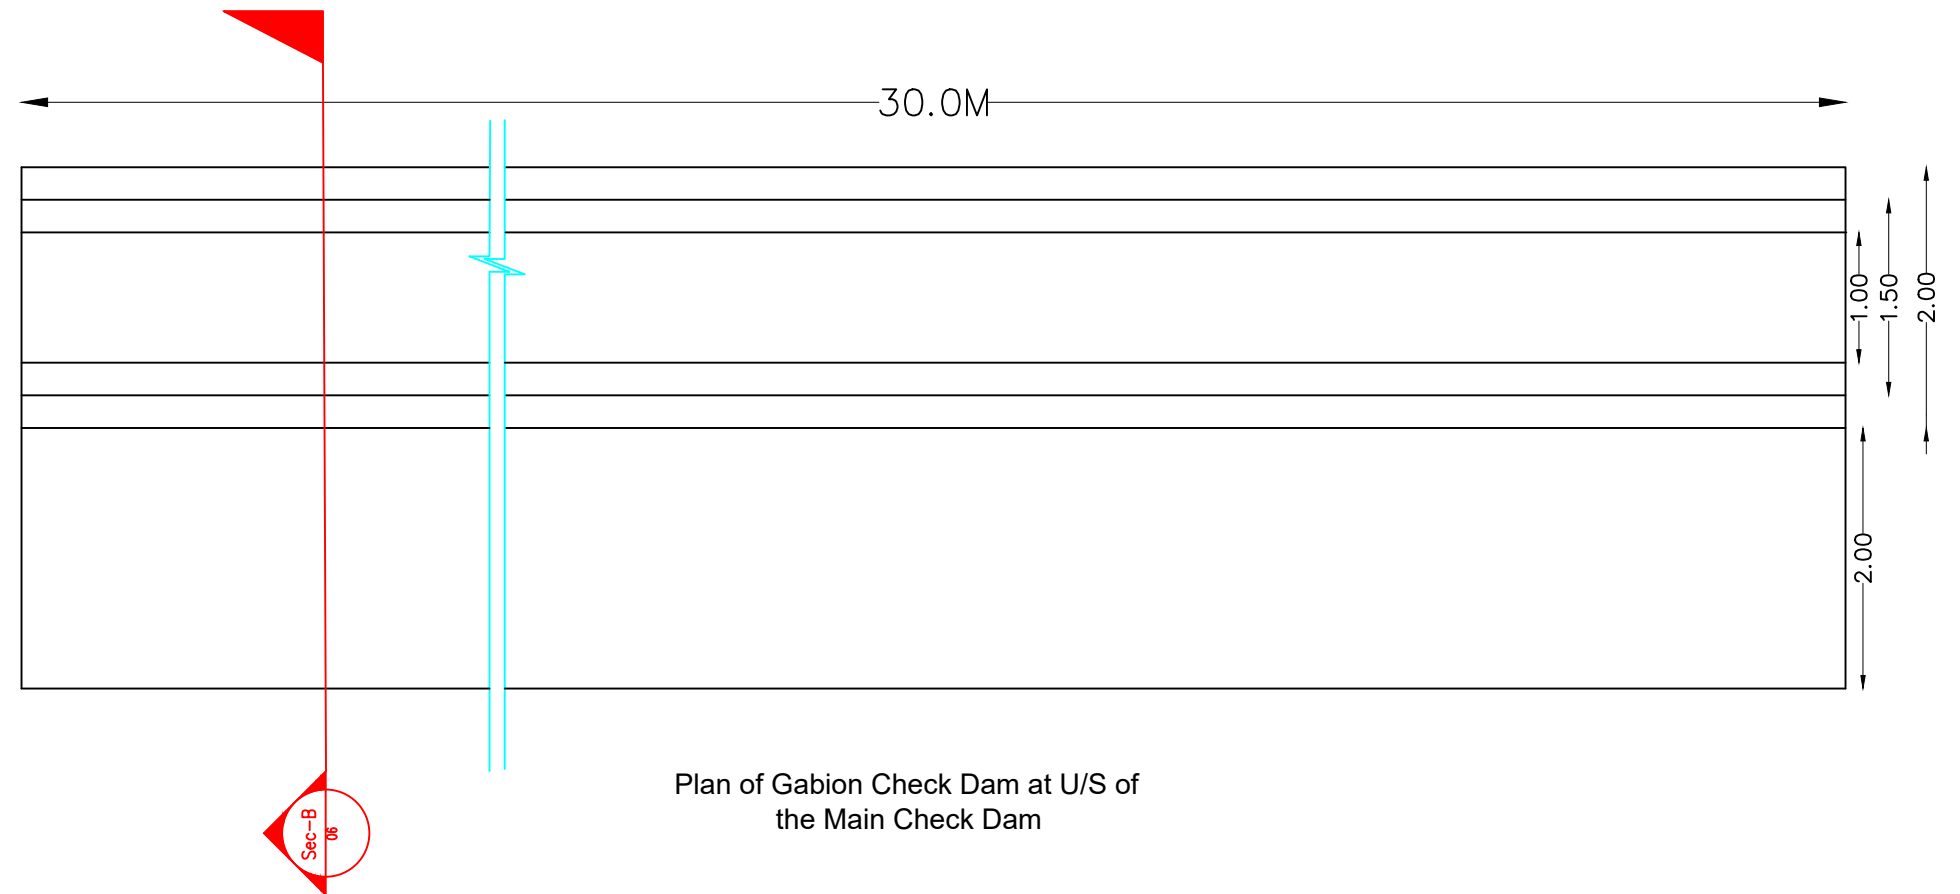 30.0M
1.00
1.50
2.00
2.00
Plan of Gabion Check Dam at U/S of
the Main Check Dam
Sec-B
06